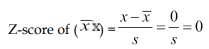 Z-score of ( x̅x ) = x − x̅ / s = 0 / s = 0